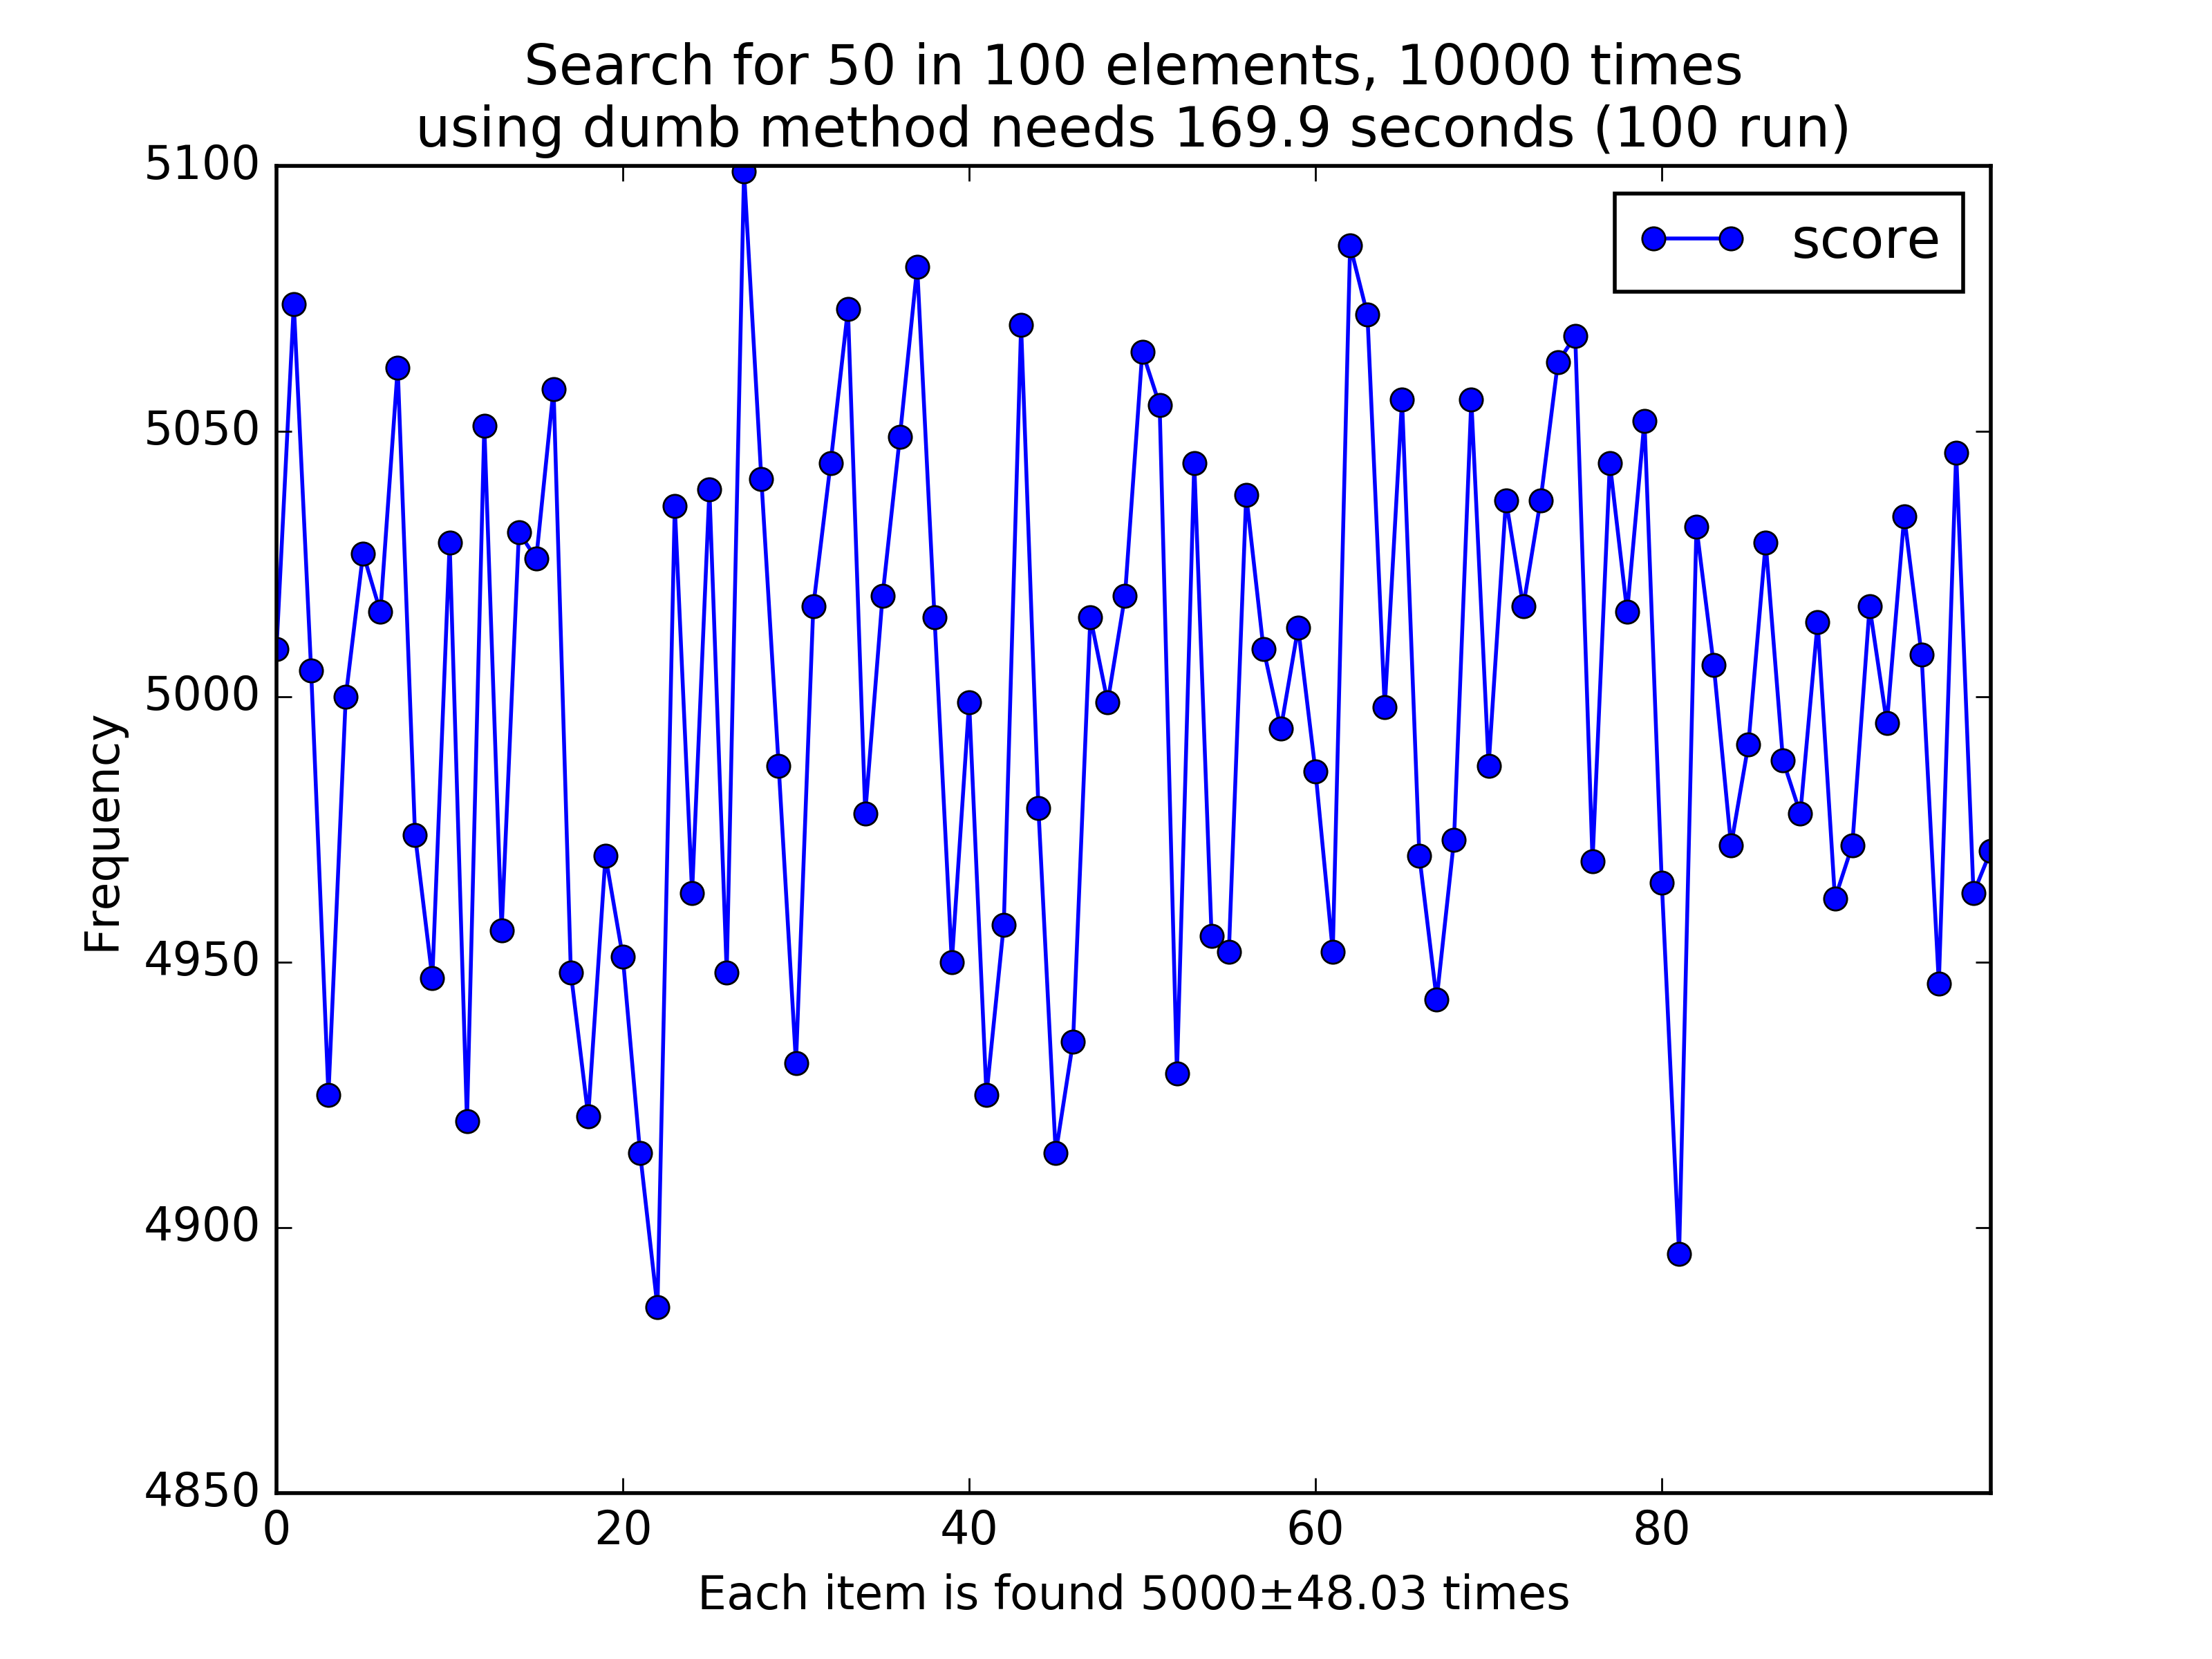 Search for 50 in 100 elements, 10000 times
using dumb method needs 169.9 seconds (100 run)
score
5100
5050
5000
4950
4900
4850
Frequency
0 20 40 60 80
Each item is found 5000±48.03 times